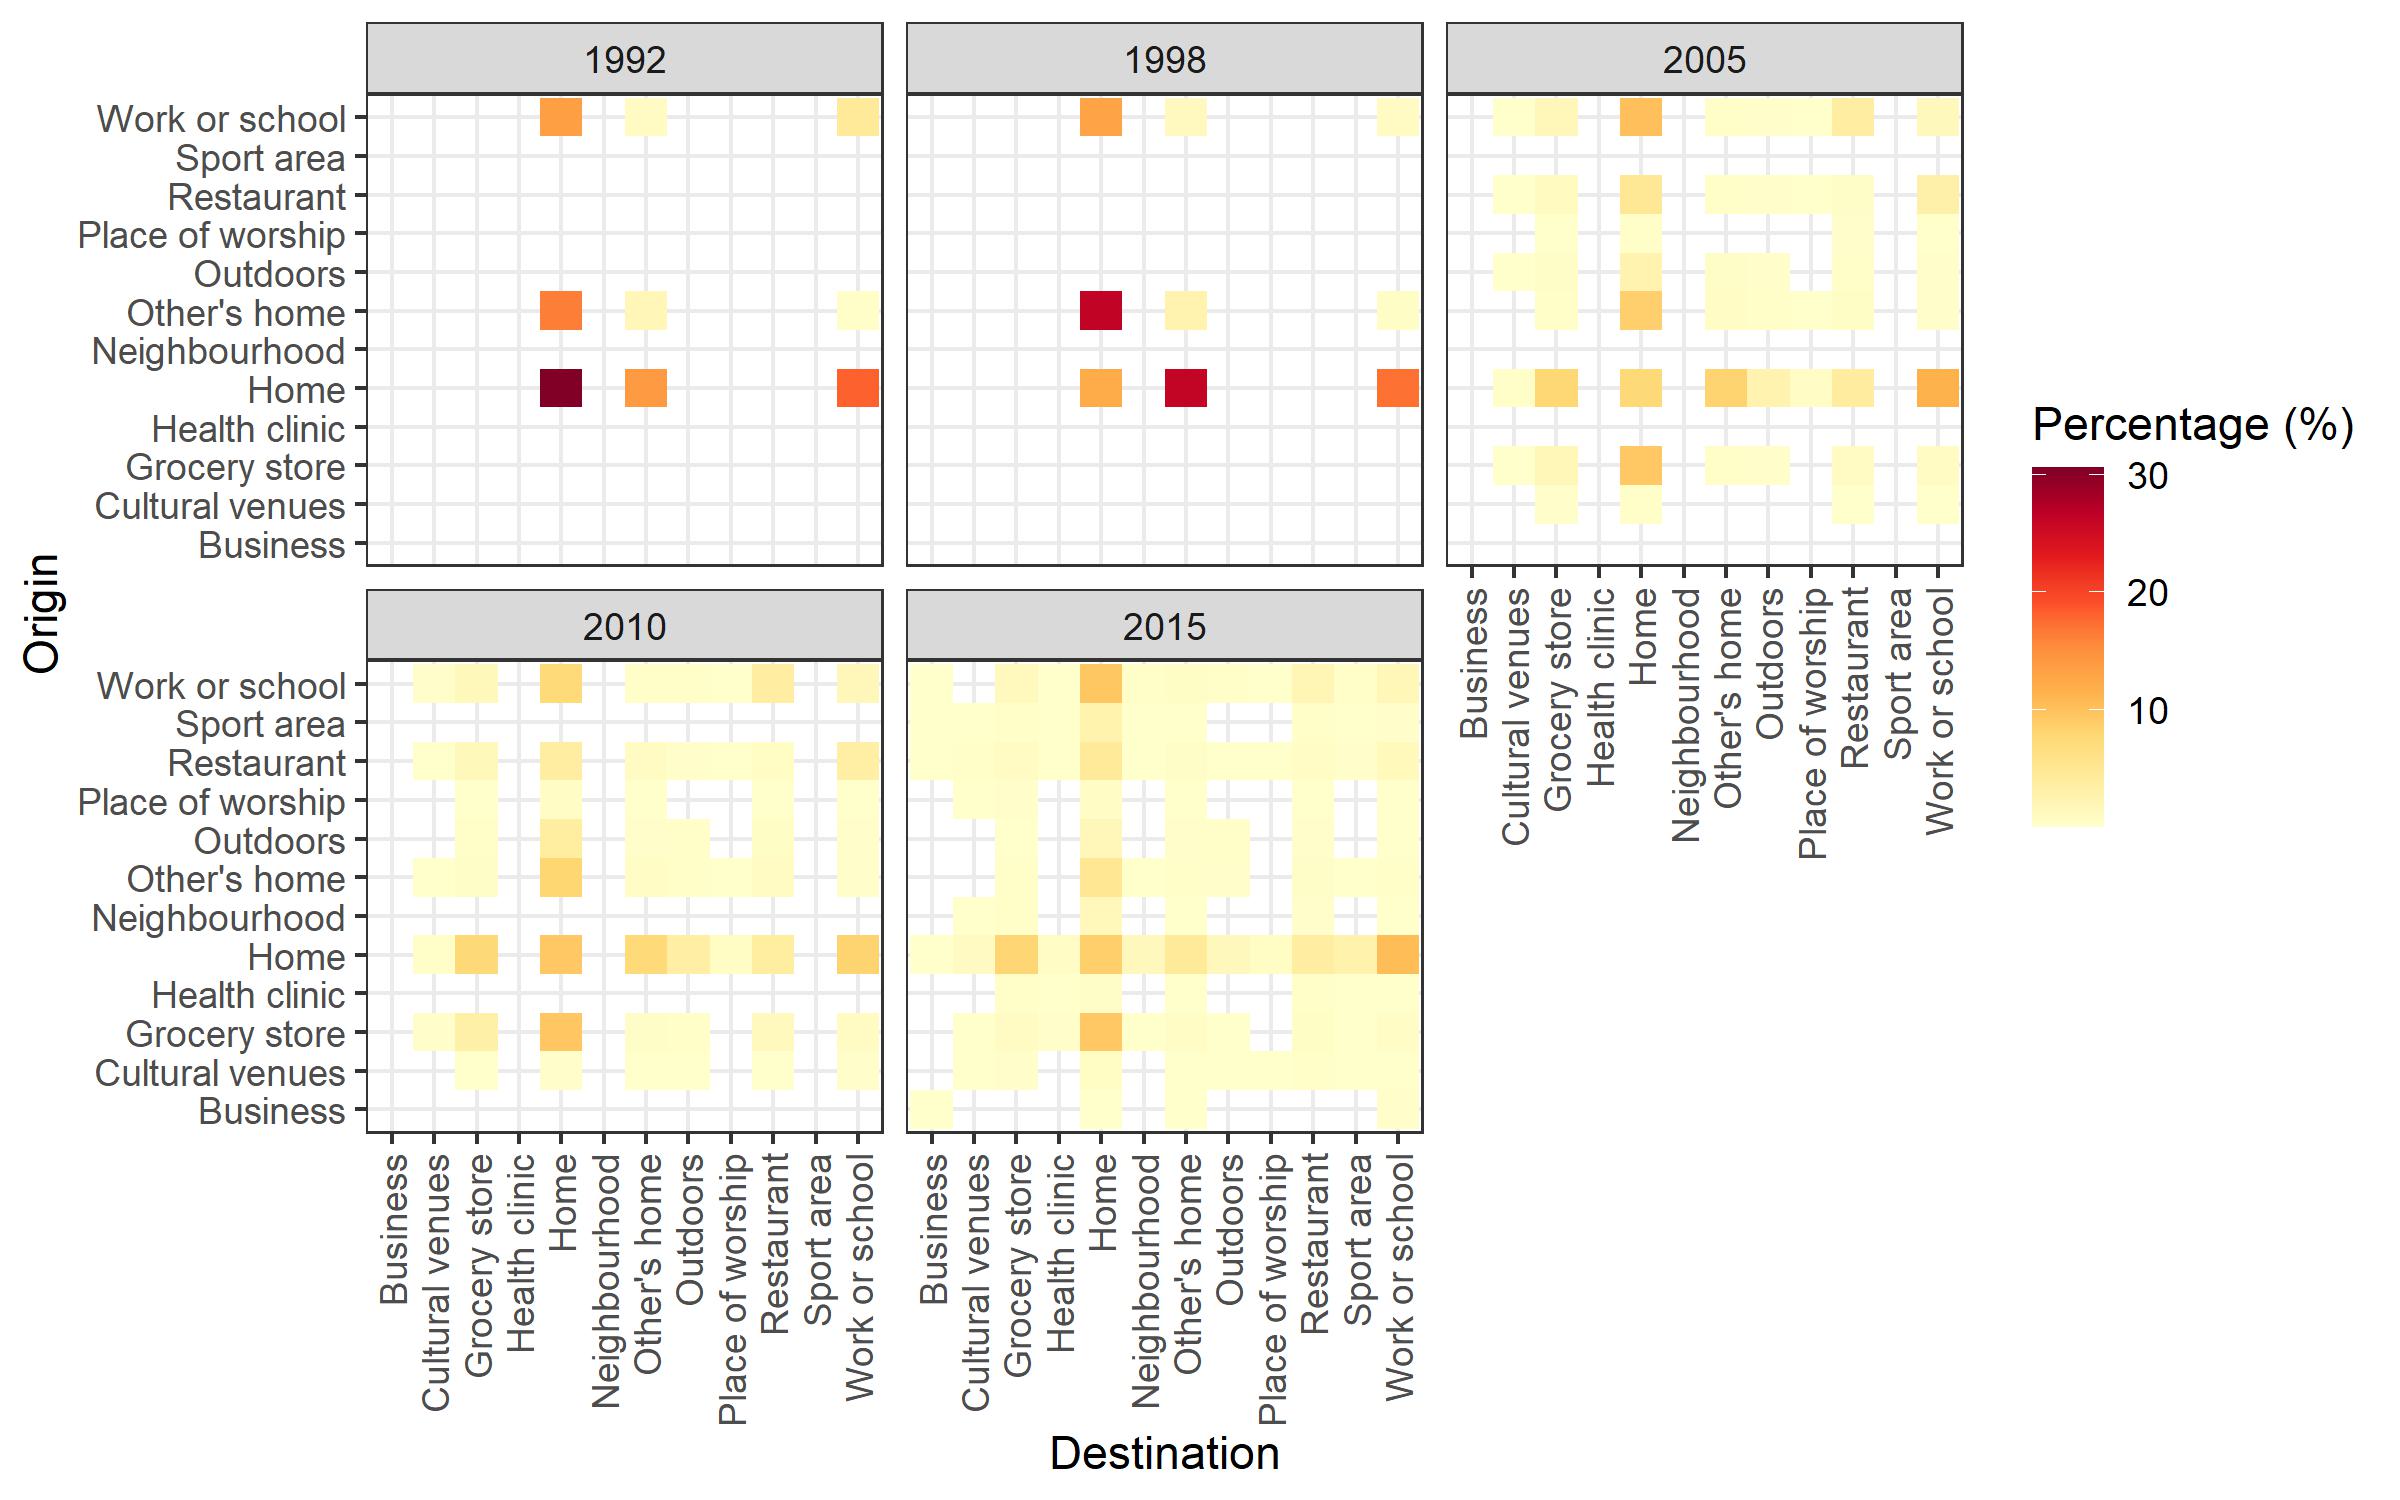 1992
1998
2005
Work or school
Sport area
Restaurant
Place of worship
Outdoors
Other's home
Neighbourhood
Home
Health clinic
Grocery store
Cultural venues
Business
Business
Cultural venues
Grocery store
Health clinic
Home
Neighbourhood
Other's home
Outdoors
Place of worship
Restaurant
Sport area
Work or school
Percentage (%)
30
20
10
Origin
2010
2015
Work or school
Sport area
Restaurant
Place of worship
Outdoors
Other's home
Neighbourhood
Home
Health clinic
Grocery store
Cultural venues
Business
Business
Cultural venues
Grocery store
Health clinic
Home
Neighbourhood
Other's home
Outdoors
Place of worship
Restaurant
Sport area
Work or school
Business
Cultural venues
Grocery store
Health clinic
Home
Neighbourhood
Other's home
Outdoors
Place of worship
Restaurant
Sport area
Work or school
Destination